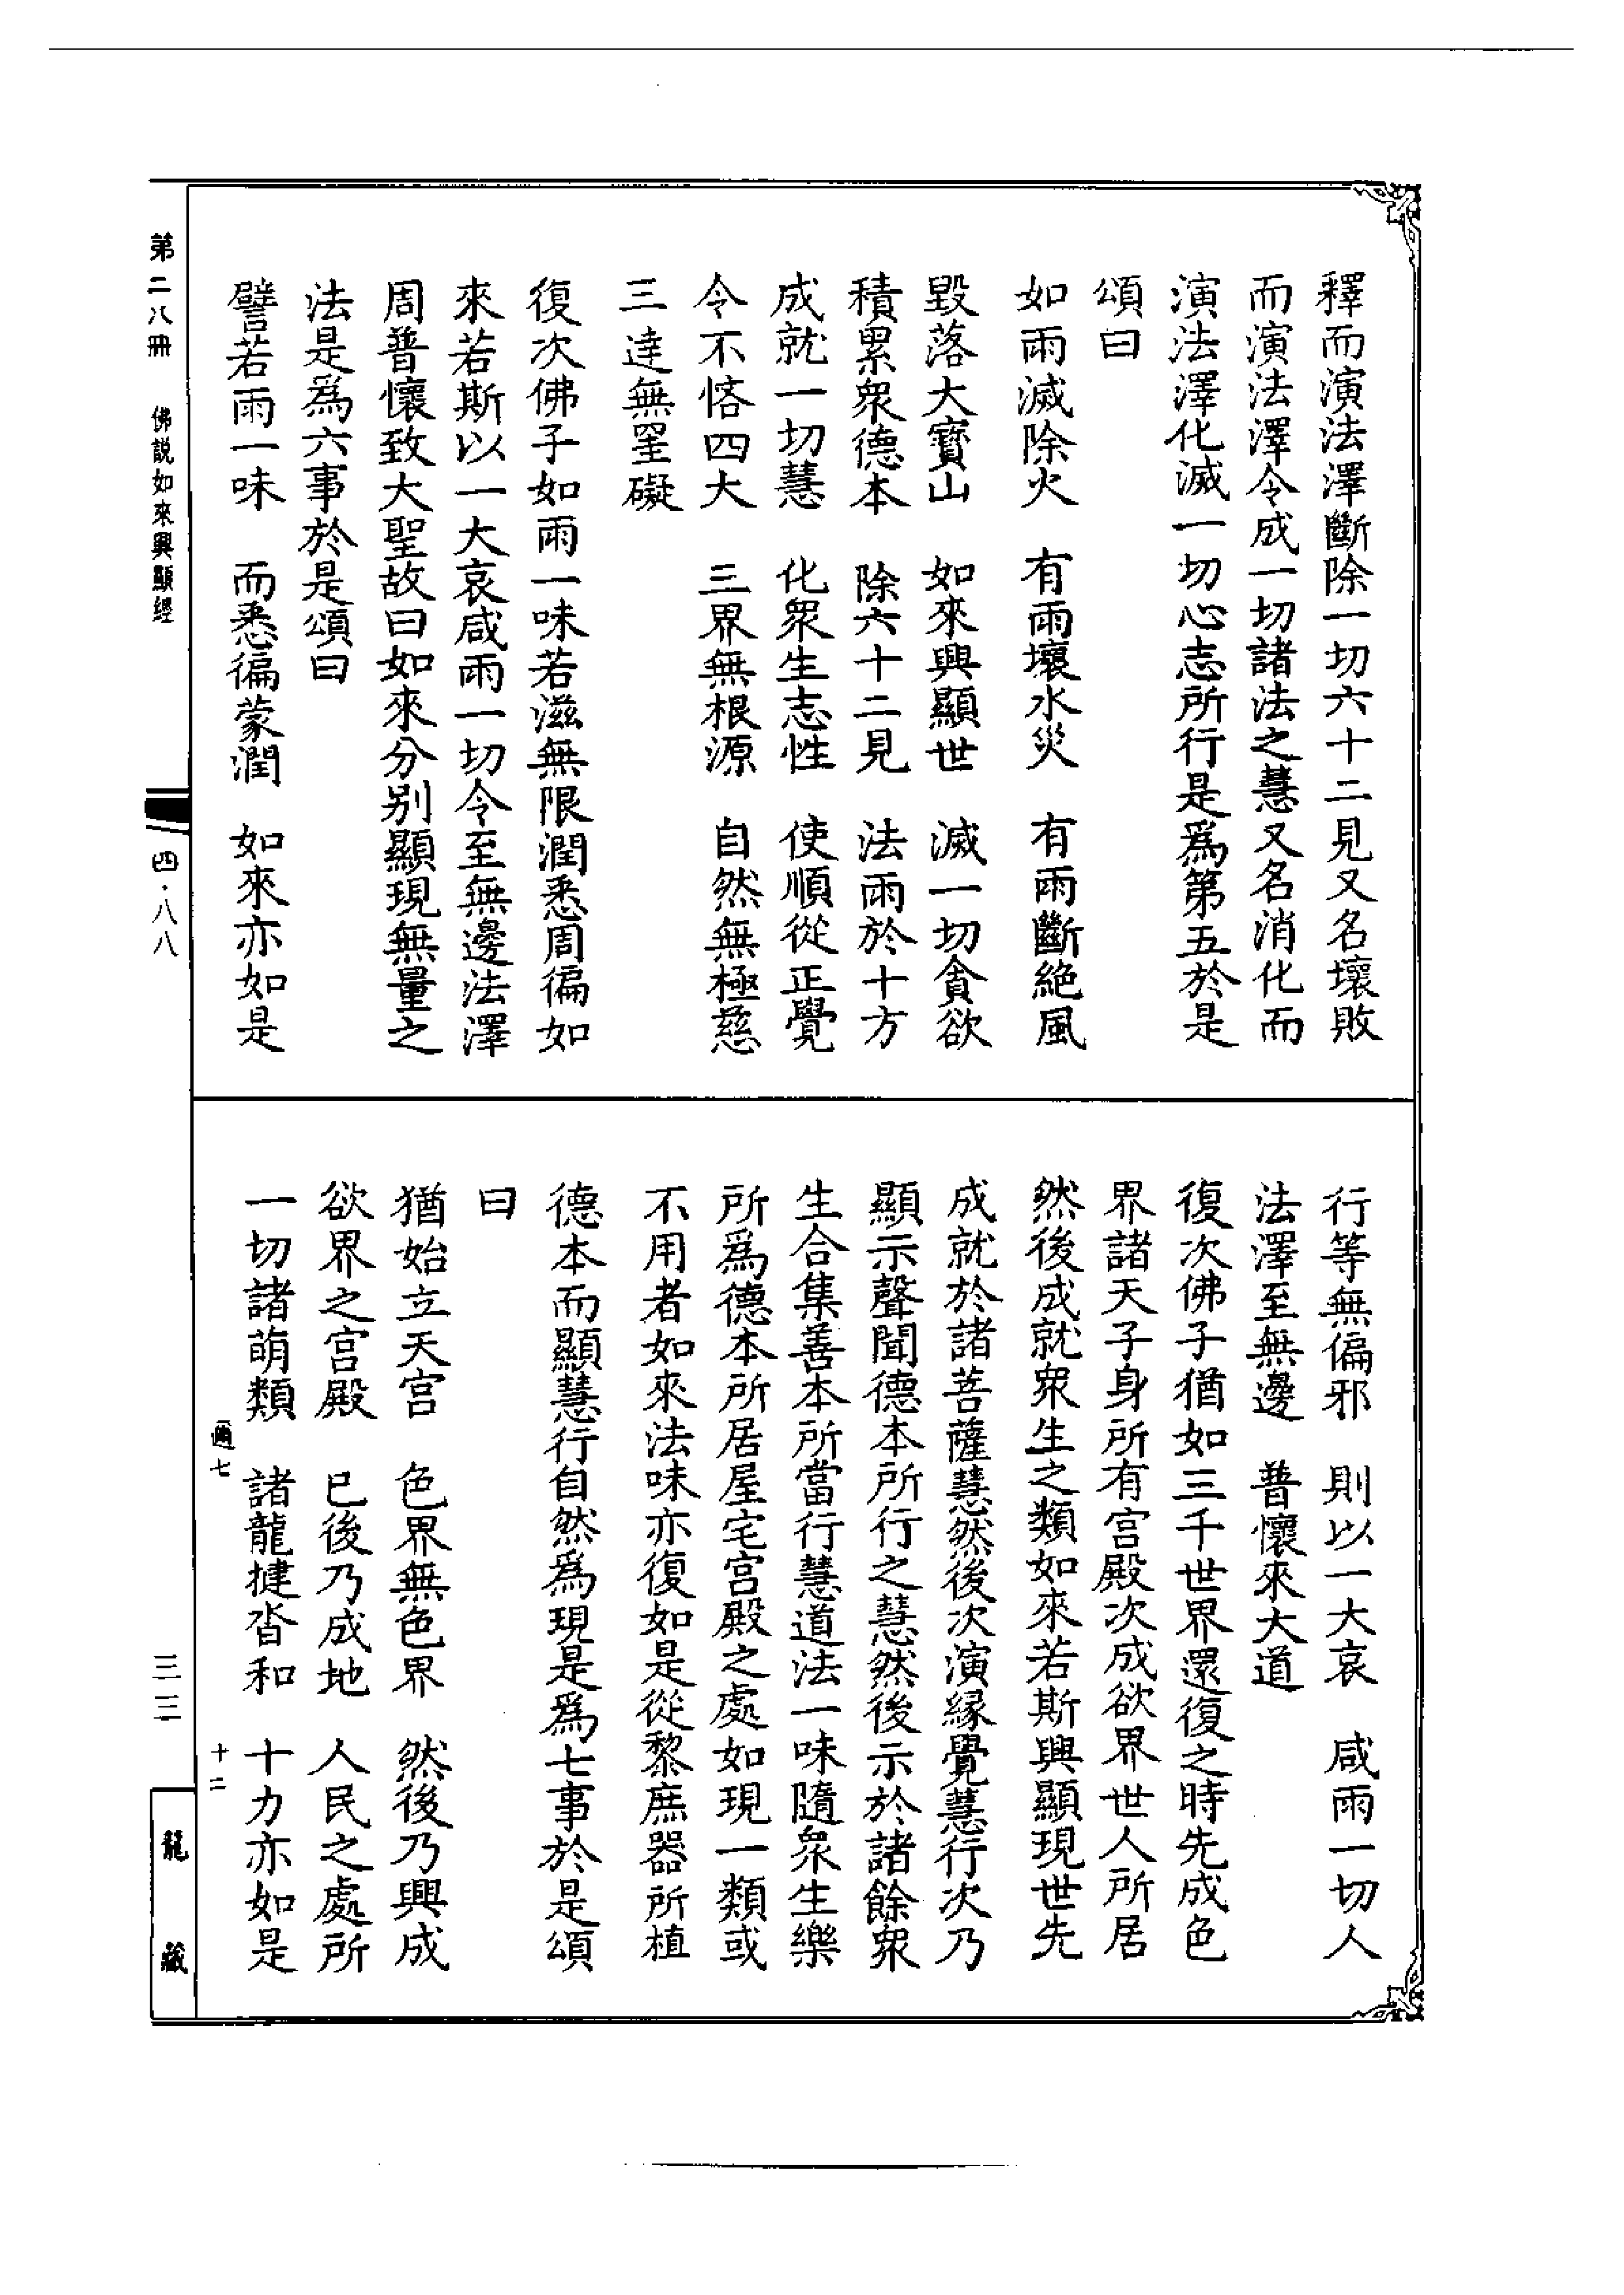 釋而演法澤斷除一切六十二見又名壞敗
而演法澤令成一切諸法之慧又名消化而
演法澤化滅一切心志所行是爲第五於是
頌曰
如雨滅除火　有雨壞水災　有雨斷絶風
毀落大寶山　如來興顯世　滅一切貪欲
積累衆德本　除六十二見　法雨於十方
成就一切慧　化衆生志性　使順從正覺
令不悋四大　三界無根源　自然無極慈
三達無罣礙
復次佛子如雨一味若滋無限潤悉周徧如
來若斯以一大哀咸雨一切令至無邊法澤
周普懷致大聖故曰如來分别顯現無量之
法是爲六事於是頌曰
譬若雨一味　而悉徧蒙潤　如來亦如是
行等無偏邪　則以一大哀　咸雨一切人
法澤至無邊　普懷來大道
復次佛子猶如三千世界還復之時先成色
界諸天子身所有宫殿次成欲界世人所居
然後成就衆生之類如來若斯興顯現世先
成就於諸菩薩慧然後次演緣覺慧行次乃
顯示聲聞德本所行之慧然後示於諸餘衆
生合集善本所當行慧道法一味隨衆生樂
所爲德本所居屋宅宫殿之處如現一類或
不用者如來法味亦復如是從黎庶器所植
德本而顯慧行自然爲現是爲七事於是頌
曰
猶始立天宫　色界無色界　然後乃興成
欲界之宫殿　已後乃成地　人民之處所
一切諸萌類　諸龍揵沓和　十力亦如是
邇七　十二
第二八冊　佛説如來興顯經　四·八八　三三　龍藏